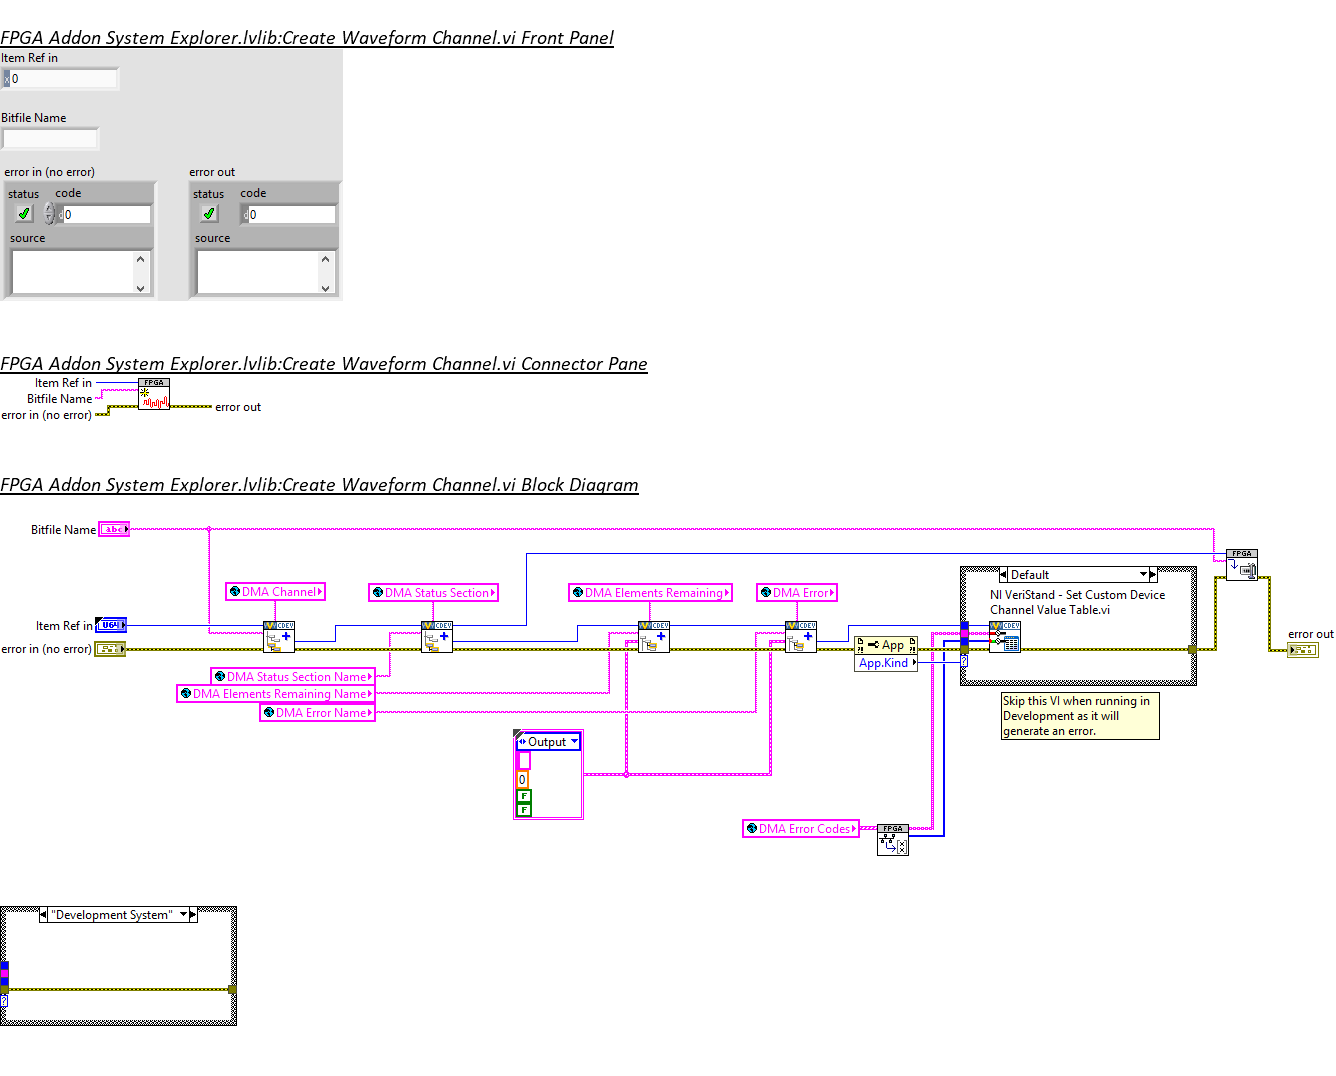 FPGA Addon System Explorer.lvlib:Create Waveform Channel.vi Front Panel
Item Ref in
x 0
Bitfile Name
error in (no error)
error out
status
code
status
code
d 0
d 0
source
source
FPGA Addon System Explorer.lvlib:Create Waveform Channel.vi Connector Pane
Item Ref in
FPGA
Bitfile Name
error in (no error)
error out
FPGA Addon System Explorer.lvlib:Create Waveform Channel.vi Block Diagram
Bitfile Name
abc
FPGA
DMA Channel
DMA Status Section
DMA Elements Remaining
DMA Error
Default
NI VeriStand - Set Custom Device
Channel Value Table.vi
Item Ref in
U64
CDEV
CDEV
CDEV
CDEV
CDEV
error in (no error)
App
App.Kind
?
error out
DMA Status Section Name
DMA Elements Remaining Name
DMA Error Name
Skip this VI when running in
Development as it will
generate an error.
Output
0
F
F
DMA Error Codes
FPGA
"Development System"
?